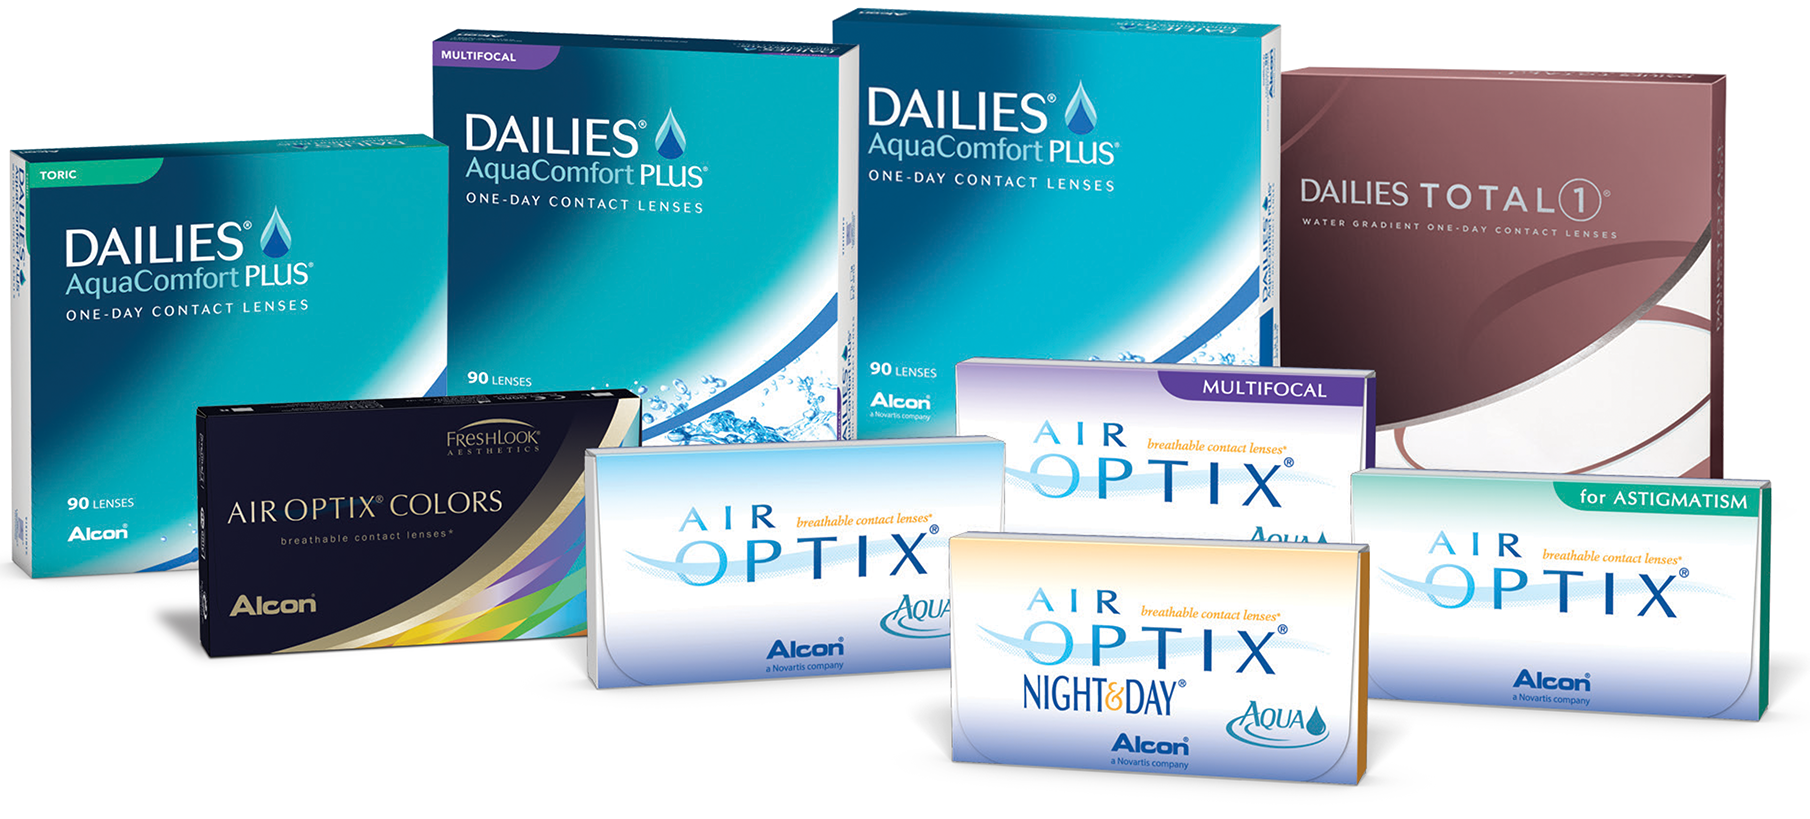 TORIC
DAILIES®
AquaComfort PLUS®
ONE-DAY CONTACT LENSES
90 LENSES
Alcon®
MULTIFOCAL
DAILIES®
AquaComfort PLUS®
ONE-DAY CONTACT LENSES
90 LENSES
DAILIES®
AquaComfort PLUS®
ONE-DAY CONTACT LENSES
90 LENSES
Alcon®
a Novartis company
DAILIES TOTAL 1®
WATER GRADIENT ONE-DAY CONTACT LENSES
FRESHLOOK®
AESTHETICS
AIR OPTIX® COLORS
breathable contact lenses*
Alcon®
AIR
breathable contact lenses*
OPTIX®
AQUA
Alcon®
a Novartis company
MULTIFOCAL
AIR
breathable contact lenses*
OPTIX®
AQUA
AIR
breathable contact lenses*
OPTIX®
NIGHT&DAY®
AQUA
Alcon®
a Novartis company
for ASTIGMATISM
AIR
breathable contact lenses*
OPTIX®
Alcon®
a Novartis company